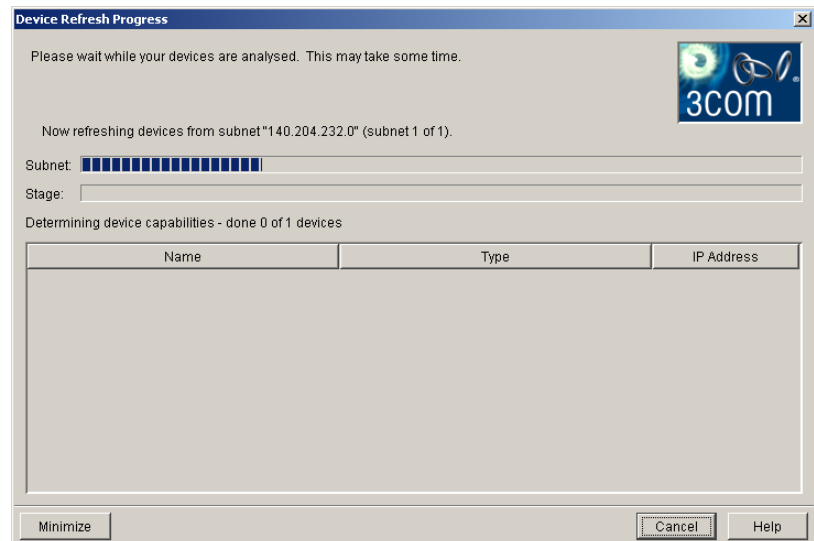 Device Refresh Progress
Please wait while your devices are analysed. This may take some time.
3COM
Now refreshing devices from subnet "140.204.232.0" (subnet 1 of 1).
Subnet:
Stage:
Determining device capabilities - done 0 of 1 devices
Name Type IP Address
Minimize Cancel Help